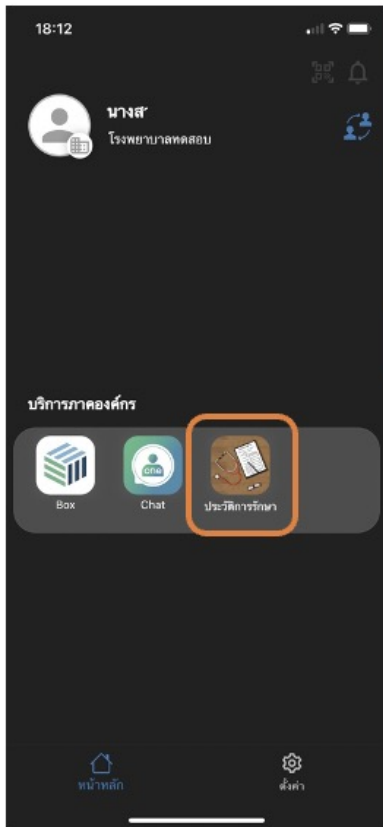 18:12
นางส
โรงพยาบาลทดสอบ
บริการภาคองค์กร
one
Box Chat ประวัติการรักษา
หน้าหลัก ตั้งค่า